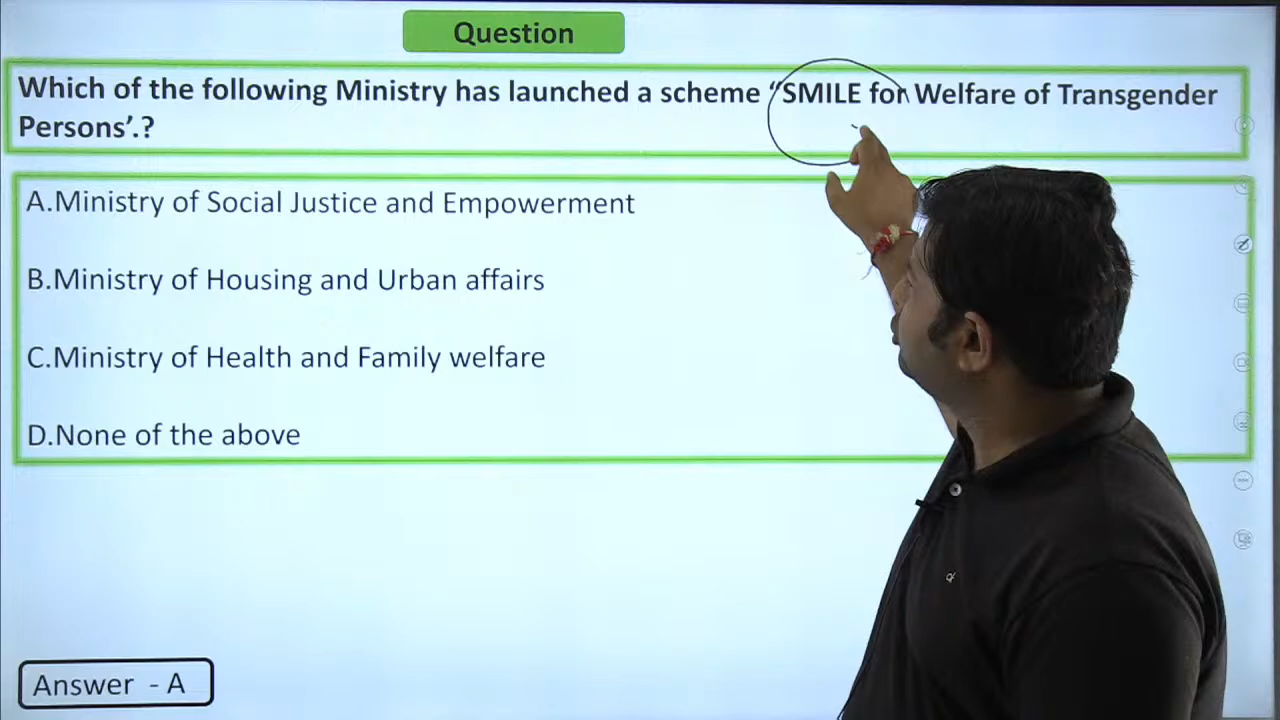 Question
Which of the following Ministry has launched a scheme “SMILE for Welfare of Transgender
Persons’.?
A.Ministry of Social Justice and Empowerment
B.Ministry of Housing and Urban affairs
C.Ministry of Health and Family welfare
D.None of the above
Answer - A